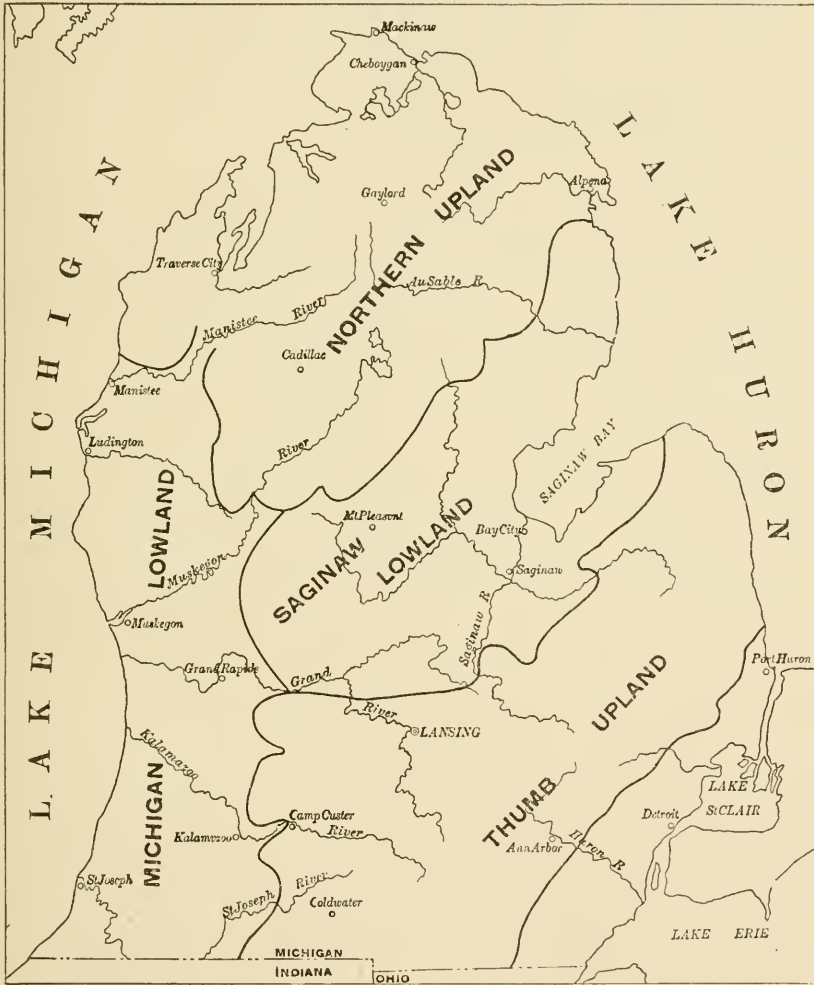 Mackinaw
Cheboygan
LAKE HURON
LAKE MICHIGAN
Gaylord
Alpena
NORTHERN UPLAND
Traverse City
AuSable R
Manistee River
Cadillac
Manistee
Ludington
River
SAGINAW BAY
MICHIGAN LOWLAND
Mt Pleasnt
SAGINAW LOWLAND
Bay City
Muskegon
Saginaw
Muskegon
Saginaw R
Grand Rapids
Grand
Port Huron
River
LANSING
THUMB UPLAND
Kalamazoo
LAKE
St CLAIR
Camp Custer
River
Detroit
Kalamazoo
Ann Arbor
Huron R
St Joseph
St Joseph River
Coldwater
LAKE ERIE
MICHIGAN
INDIANA
OHIO